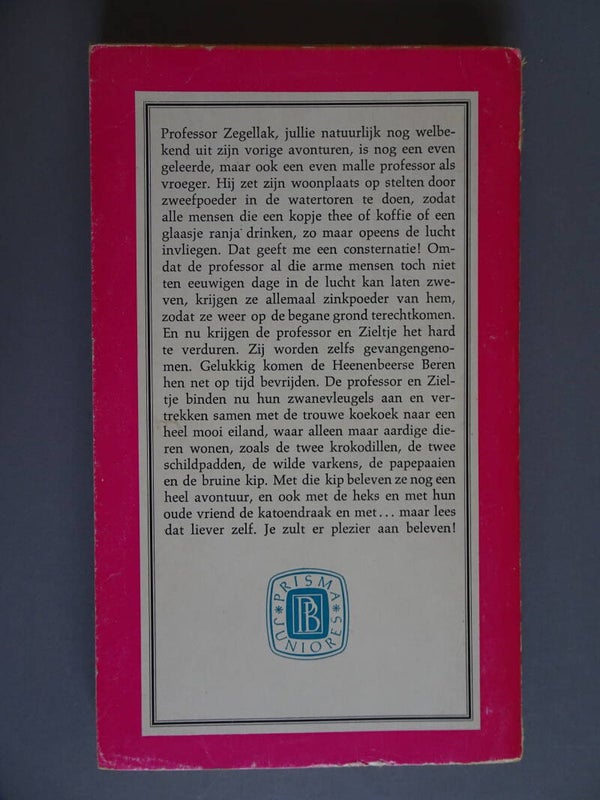 Professor Zegellak, jullie natuurlijk nog welbe-
kend uit zijn vorige avonturen, is nog een even
geleerde, maar ook een even malle professor als
vroeger. Hij zet zijn woonplaats op stelten door
zweefpoeder in de watertoren te doen, zodat
alle mensen die een kopje thee of koffie of een
glaasje ranja drinken, zo maar opeens de lucht
invliegen. Dat geeft me een consternatie! Om-
dat de professor al die arme mensen toch niet
ten eeuwigen dage in de lucht kan laten zwe-
ven, krijgen ze allemaal zinkpoeder van hem,
zodat ze weer op de begane grond terechtkomen.
En nu krijgen de professor en Zieltje het hard
te verduren. Zij worden zelfs gevangengeno-
men. Gelukkig komen de Heenenbeerse Beren
hen net op tijd bevrijden. De professor en Ziel-
tje binden nu hun zwanevleugels aan en ver-
trekken samen met de trouwe koekoek naar een
heel mooi eiland, waar alleen maar aardige die-
ren wonen, zoals de twee krokodillen, de twee
schildpadden, de wilde varkens, de papepaaien
en de bruine kip. Met die kip beleven ze nog een
heel avontuur, en ook met de heks en met hun
oude vriend de katoendraak en met... maar lees
dat liever zelf. Je zult er plezier aan beleven!
PRISMA
PB
JUNIORES